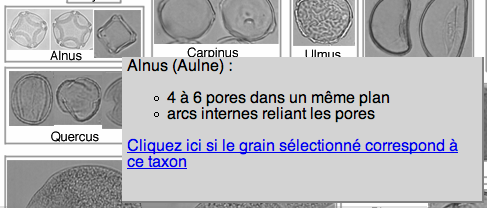 Alnus
Carpinus
Ulmus
Quercus
Alnus (Aulne) :
4 à 6 pores dans un même plan
arcs internes reliant les pores
Cliquez ici si le grain sélectionné correspond à
ce taxon